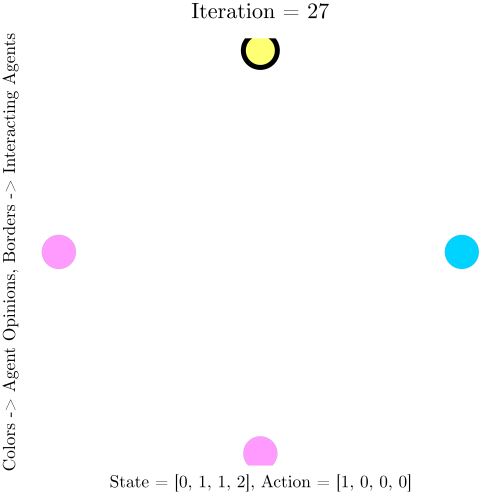 Iteration = 27
Colors -> Agent Opinions, Borders -> Interacting Agents
State = [0, 1, 1, 2], Action = [1, 0, 0, 0]